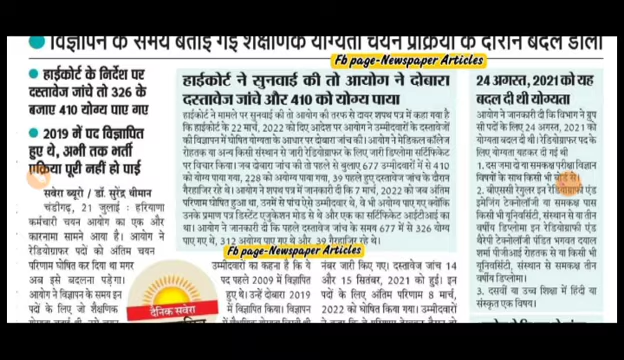 विज्ञापन के समय बताई गई शैक्षणिक योग्यता चयन प्रक्रिया के दौरान बदल डाली
Fb page-Newspaper Articles
हाईकोर्ट के निर्देश पर
दस्तावेज जांचे तो 326 के
बजाए 410 योग्य पाए गए
2019 में पद विज्ञापित
हुए थे, अभी तक भर्ती
प्रक्रिया पूरी नहीं हो पाई
सवेरा ब्यूरो / डॉ. सुरेंद्र धीमान
चंडीगढ़, 21 जुलाई : हरियाणा
कर्मचारी चयन आयोग का एक और
कारनामा सामने आया है। आयोग ने
रेडियोग्राफर पदों का अंतिम चयन
परिणाम घोषित कर दिया था मगर
अब इसे बदलना पड़ेगा।
आयोग ने विज्ञापन के समय इन
पदों के लिए जो शैक्षणिक
हाईकोर्ट ने सुनवाई की तो आयोग ने दोबारा
दस्तावेज जांचे और 410 को योग्य पाया
हाईकोर्ट ने मामले पर सुनवाई की तो आयोग की तरफ से दायर शपथ पत्र में कहा गया है
कि हाईकोर्ट के 22 मार्च, 2022 को दिए आदेश पर आयोग ने उम्मीदवारों के दस्तावेजों
की विज्ञापन में घोषित योग्यता के आधार पर दोबारा जांच की। आयोग ने मेडिकल कॉलेज
रोहतक या अन्य किसी संस्थान से जारी रेडियोग्राफर के लिए जारी डिप्लोमा सर्टिफिकेट
पर विचार किया। जब दोबारा जांच की तो पहले से बुलाए 677 उम्मीदवारों में से 410
को योग्य पाया गया, 228 को अयोग्य पाया गया, 39 पहले हुए दस्तावेज जांच के दौरान
गैरहाजिर रहे थे। आयोग ने शपथ पत्र में जानकारी दी कि 7 मार्च, 2022 को जब अंतिम
परिणाम घोषित हुआ था, उनमें से पांच ऐसे उम्मीदवार थे, वे भी अयोग्य पाए गए क्योंकि
उनके प्रमाण पत्र डिस्टेंट एजुकेशन मोड से थे और एक का सर्टिफिकेट आईटीआई का
था। आयोग ने जानकारी दी कि पहले दस्तावेज जांच के समय 677 में से 326 योग्य
पाए गए थे, 312 अयोग्य पाए गए थे और 39 गैरहाजिर रहे थे।
Fb page-Newspaper Articles
दैनिक सवेरा
उम्मीदवारों का कहना है कि ये
पद पहले 2009 में विज्ञापित
हुए थे। उन्हें दोबारा 2019
में विज्ञापित किया। विज्ञापन
नंबर जारी किए गए। दस्तावेज जांच 14
और 15 सितंबर, 2021 को हुई। इन
पदों के लिए अंतिम परिणाम 8 मार्च,
2022 को घोषित किया गया। उम्मीदवारों
24 अगस्त, 2021 को यह
बदल दी थी योग्यता
आयोग ने जानकारी दी कि विभाग ने ग्रुप
सी पदों के लिए 24 अगस्त, 2021 को
योग्यता बदल दी थी। रेडियोग्राफर पद के
लिए योग्यता यह कर दी गई थी
1. दस जमा दो या समकक्ष परीक्षा विज्ञान
विषयों के साथ किसी भी बोर्ड
2. बीएससी रेगुलर इन रेडियोग्राफी एंड
इमेजिंग टेक्नोलॉजी या समकक्ष पास
किसी भी यूनिवर्सिटी, संस्थान से या तीन
वर्षीय डिप्लोमा इन रेडियोग्राफी एंड
थैरेपी टेक्नोलॉजी पंडित भगवत दयाल
शर्मा पीजीआई रोहतक से या किसी भी
यूनिवर्सिटी, संस्थान से समकक्ष तीन
वर्षीय डिप्लोमा।
3. दसवीं या उच्च शिक्षा में हिंदी या
संस्कृत एक विषय।